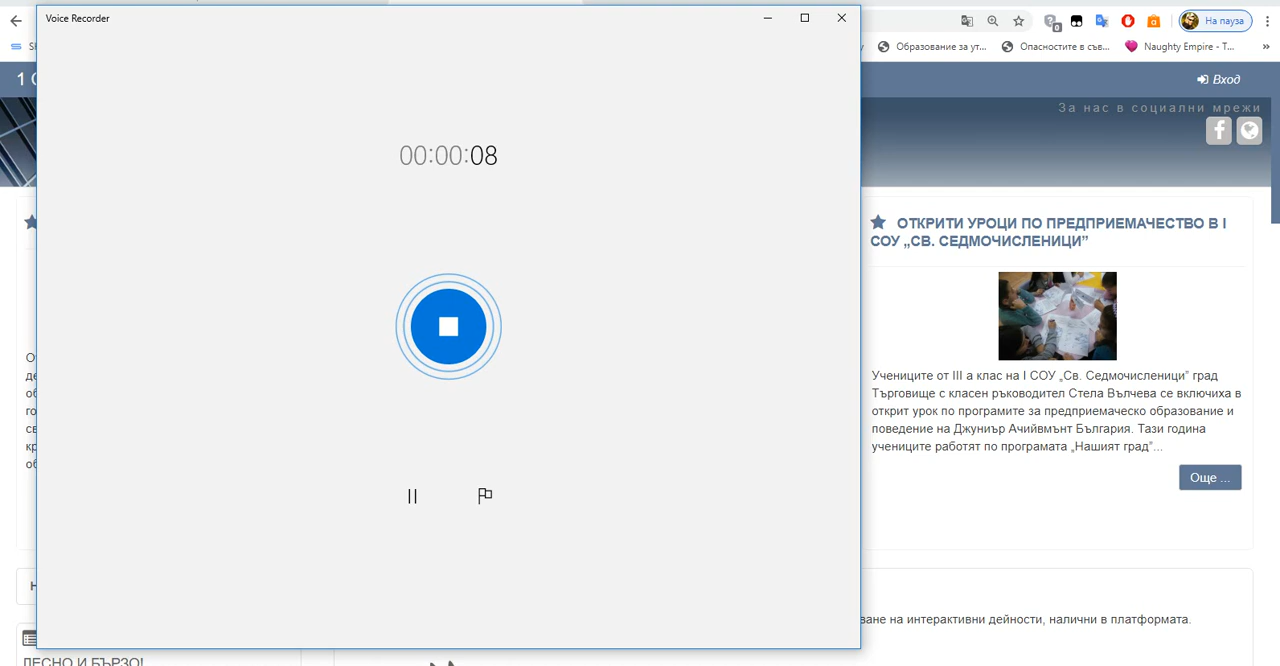 Voice Recorder
На пауза
Образование за ут...
Опасностите в съв...
Naughty Empire - T...
»
1
Вход
За нас в социални мрежи
00:00:08
ОТКРИТИ УРОЦИ ПО ПРЕДПРИЕМАЧЕСТВО В I
СОУ „СВ. СЕДМОЧИСЛЕНИЦИ”
Учениците от III а клас на I СОУ „Св. Седмочисленици” град
Търговище с класен ръководител Стела Вълчева се включиха в
открит урок по програмите за предприемаческо образование и
поведение на Джуниър Ачийвмънт България. Тази година
учениците работят по програмата „Нашият град”...
Още ...
ване на интерактивни дейности, налични в платформата.
ЛЕСНО И БЪРЗО!